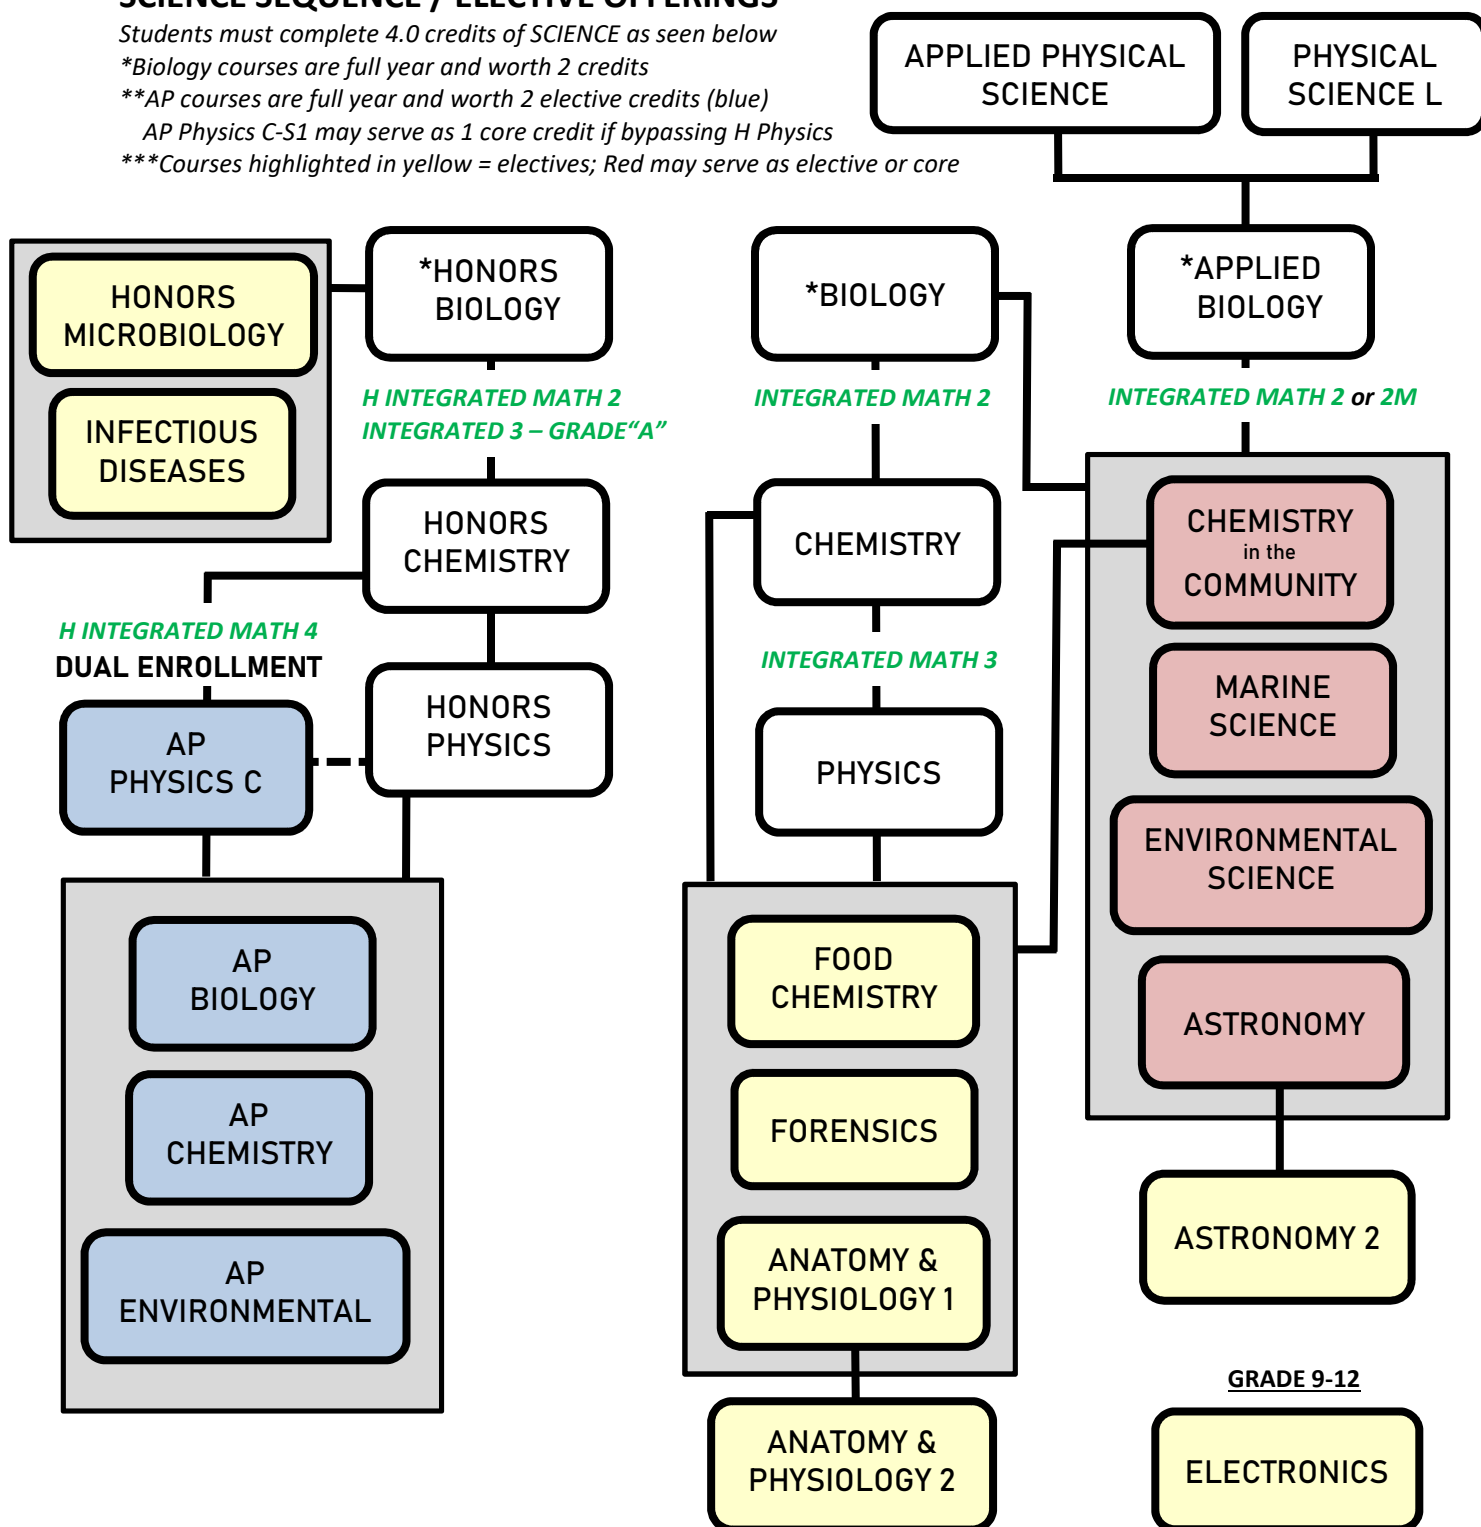 SCIENCE SEQUENCE / ELECTIVE OFFERINGS
Students must complete 4.0 credits of SCIENCE as seen below
*Biology courses are full year and worth 2 credits
**AP courses are full year and worth 2 elective credits (blue)
AP Physics C-S1 may serve as 1 core credit if bypassing H Physics
***Courses highlighted in yellow = electives; Red may serve as elective or core
APPLIED PHYSICAL
SCIENCE
PHYSICAL
SCIENCE L
HONORS
MICROBIOLOGY
INFECTIOUS
DISEASES
*HONORS
BIOLOGY
H INTEGRATED MATH 2
INTEGRATED 3 – GRADE“A”
HONORS
CHEMISTRY
H INTEGRATED MATH 4
DUAL ENROLLMENT
AP
PHYSICS C
HONORS
PHYSICS
AP
BIOLOGY
AP
CHEMISTRY
AP
ENVIRONMENTAL
*BIOLOGY
INTEGRATED MATH 2
CHEMISTRY
INTEGRATED MATH 3
PHYSICS
FOOD
CHEMISTRY
FORENSICS
ANATOMY &
PHYSIOLOGY 1
ANATOMY &
PHYSIOLOGY 2
*APPLIED
BIOLOGY
INTEGRATED MATH 2 or 2M
CHEMISTRY
in the
COMMUNITY
MARINE
SCIENCE
ENVIRONMENTAL
SCIENCE
ASTRONOMY
ASTRONOMY 2
GRADE 9-12
ELECTRONICS